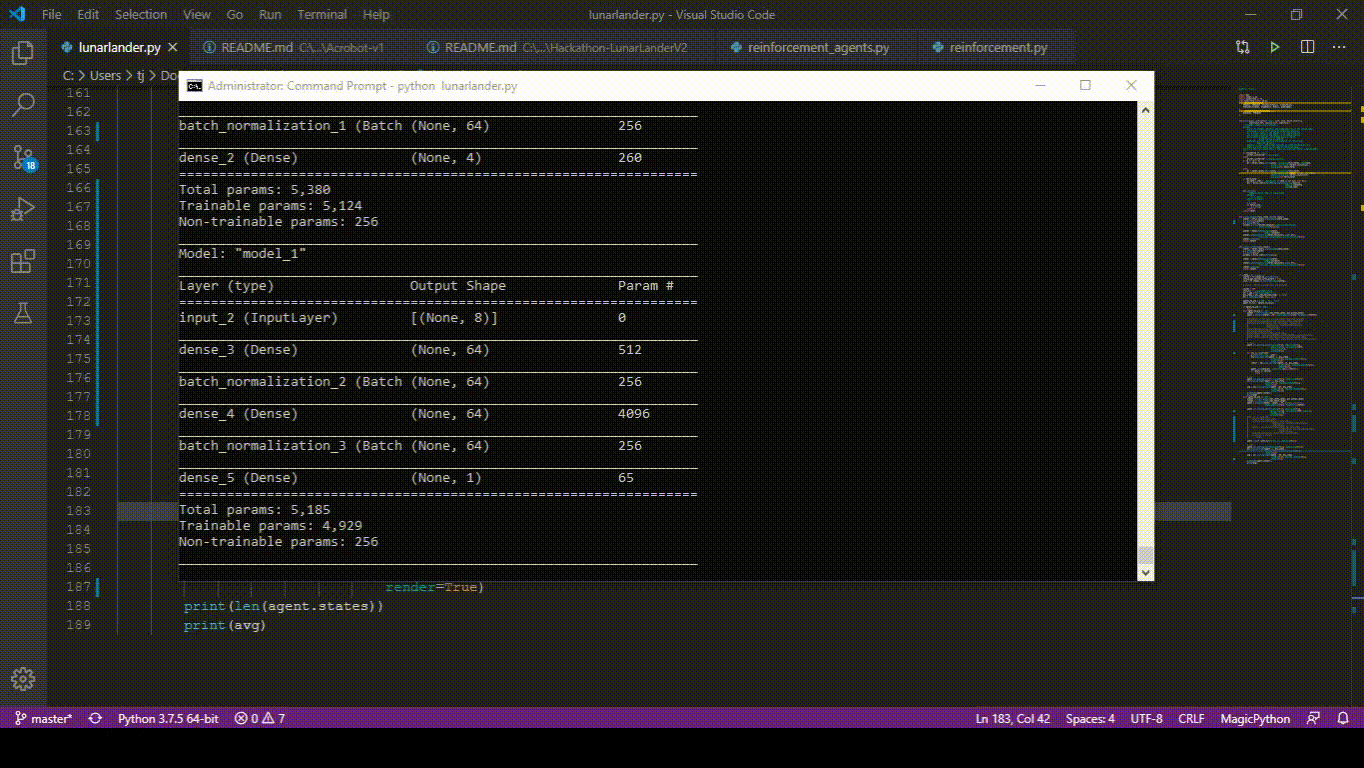 File Edit Selection View Go Run Terminal Help lunarlander.py - Visual Studio Code
lunarlander.py README.md C:\...\Acrobot-v1 README.md C:\...\Hackathon-LunarLanderV2 reinforcement_agents.py reinforcement.py
C: > Users > tj > Do
Administrator: Command Prompt - python lunarlander.py
161
162
163
164
165
166
167
168
169
170
171
172
173
174
175
176
177
178
179
180
181
182
183
184
185
186
batch_normalization_1 (Batch (None, 64) 256
dense_2 (Dense) (None, 4) 260
=================================================================
Total params: 5,380
Trainable params: 5,124
Non-trainable params: 256
Model: "model_1"
Layer (type) Output Shape Param #
=================================================================
input_2 (InputLayer) [(None, 8)] 0
dense_3 (Dense) (None, 64) 512
batch_normalization_2 (Batch (None, 64) 256
dense_4 (Dense) (None, 64) 4096
batch_normalization_3 (Batch (None, 64) 256
dense_5 (Dense) (None, 1) 65
=================================================================
Total params: 5,185
Trainable params: 4,929
Non-trainable params: 256
187 render=True)
188 print(len(agent.states))
189 print(avg)
18
master* Python 3.7.5 64-bit 0 7 Ln 183, Col 42 Spaces: 4 UTF-8 CRLF MagicPython